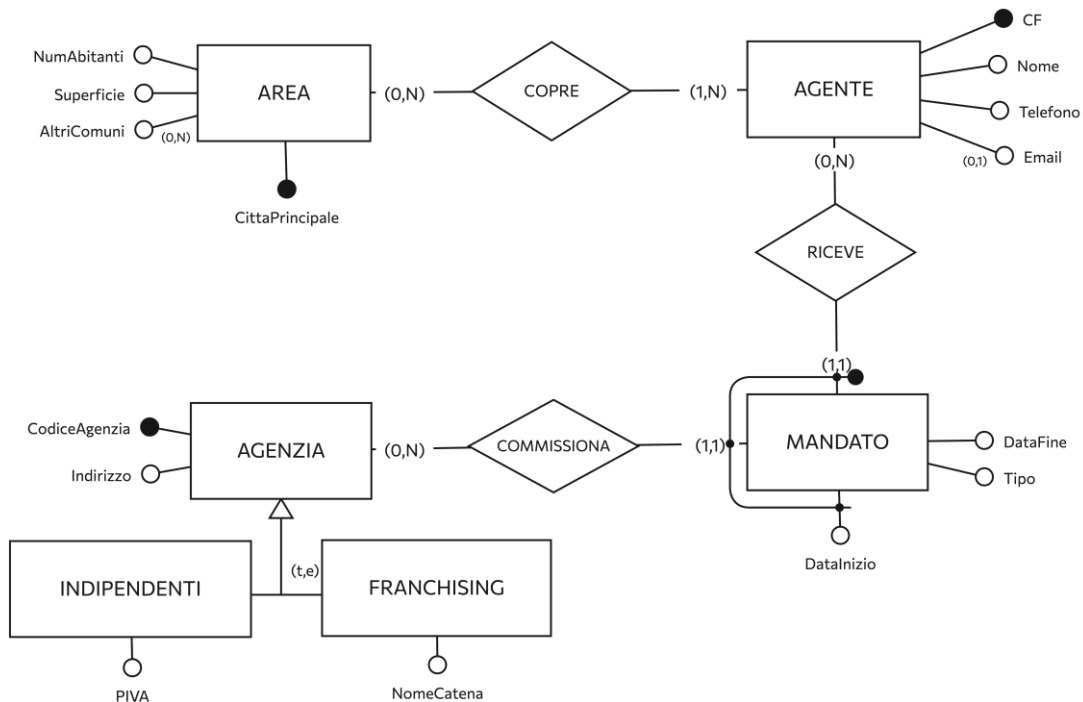 CF
NumAbitanti
Nome
Superficie
AREA
(0,N)
COPRE
(1,N)
AGENTE
Telefono
AltriComuni
(0,N)
(0,1)
Email
(0,N)
CittaPrincipale
RICEVE
(1,1)
CodiceAgenzia
AGENZIA
(0,N)
COMMISSIONA
(1,1)
MANDATO
DataFine
Indirizzo
Tipo
DataInizio
(t,e)
INDIPENDENTI
FRANCHISING
PIVA
NomeCatena